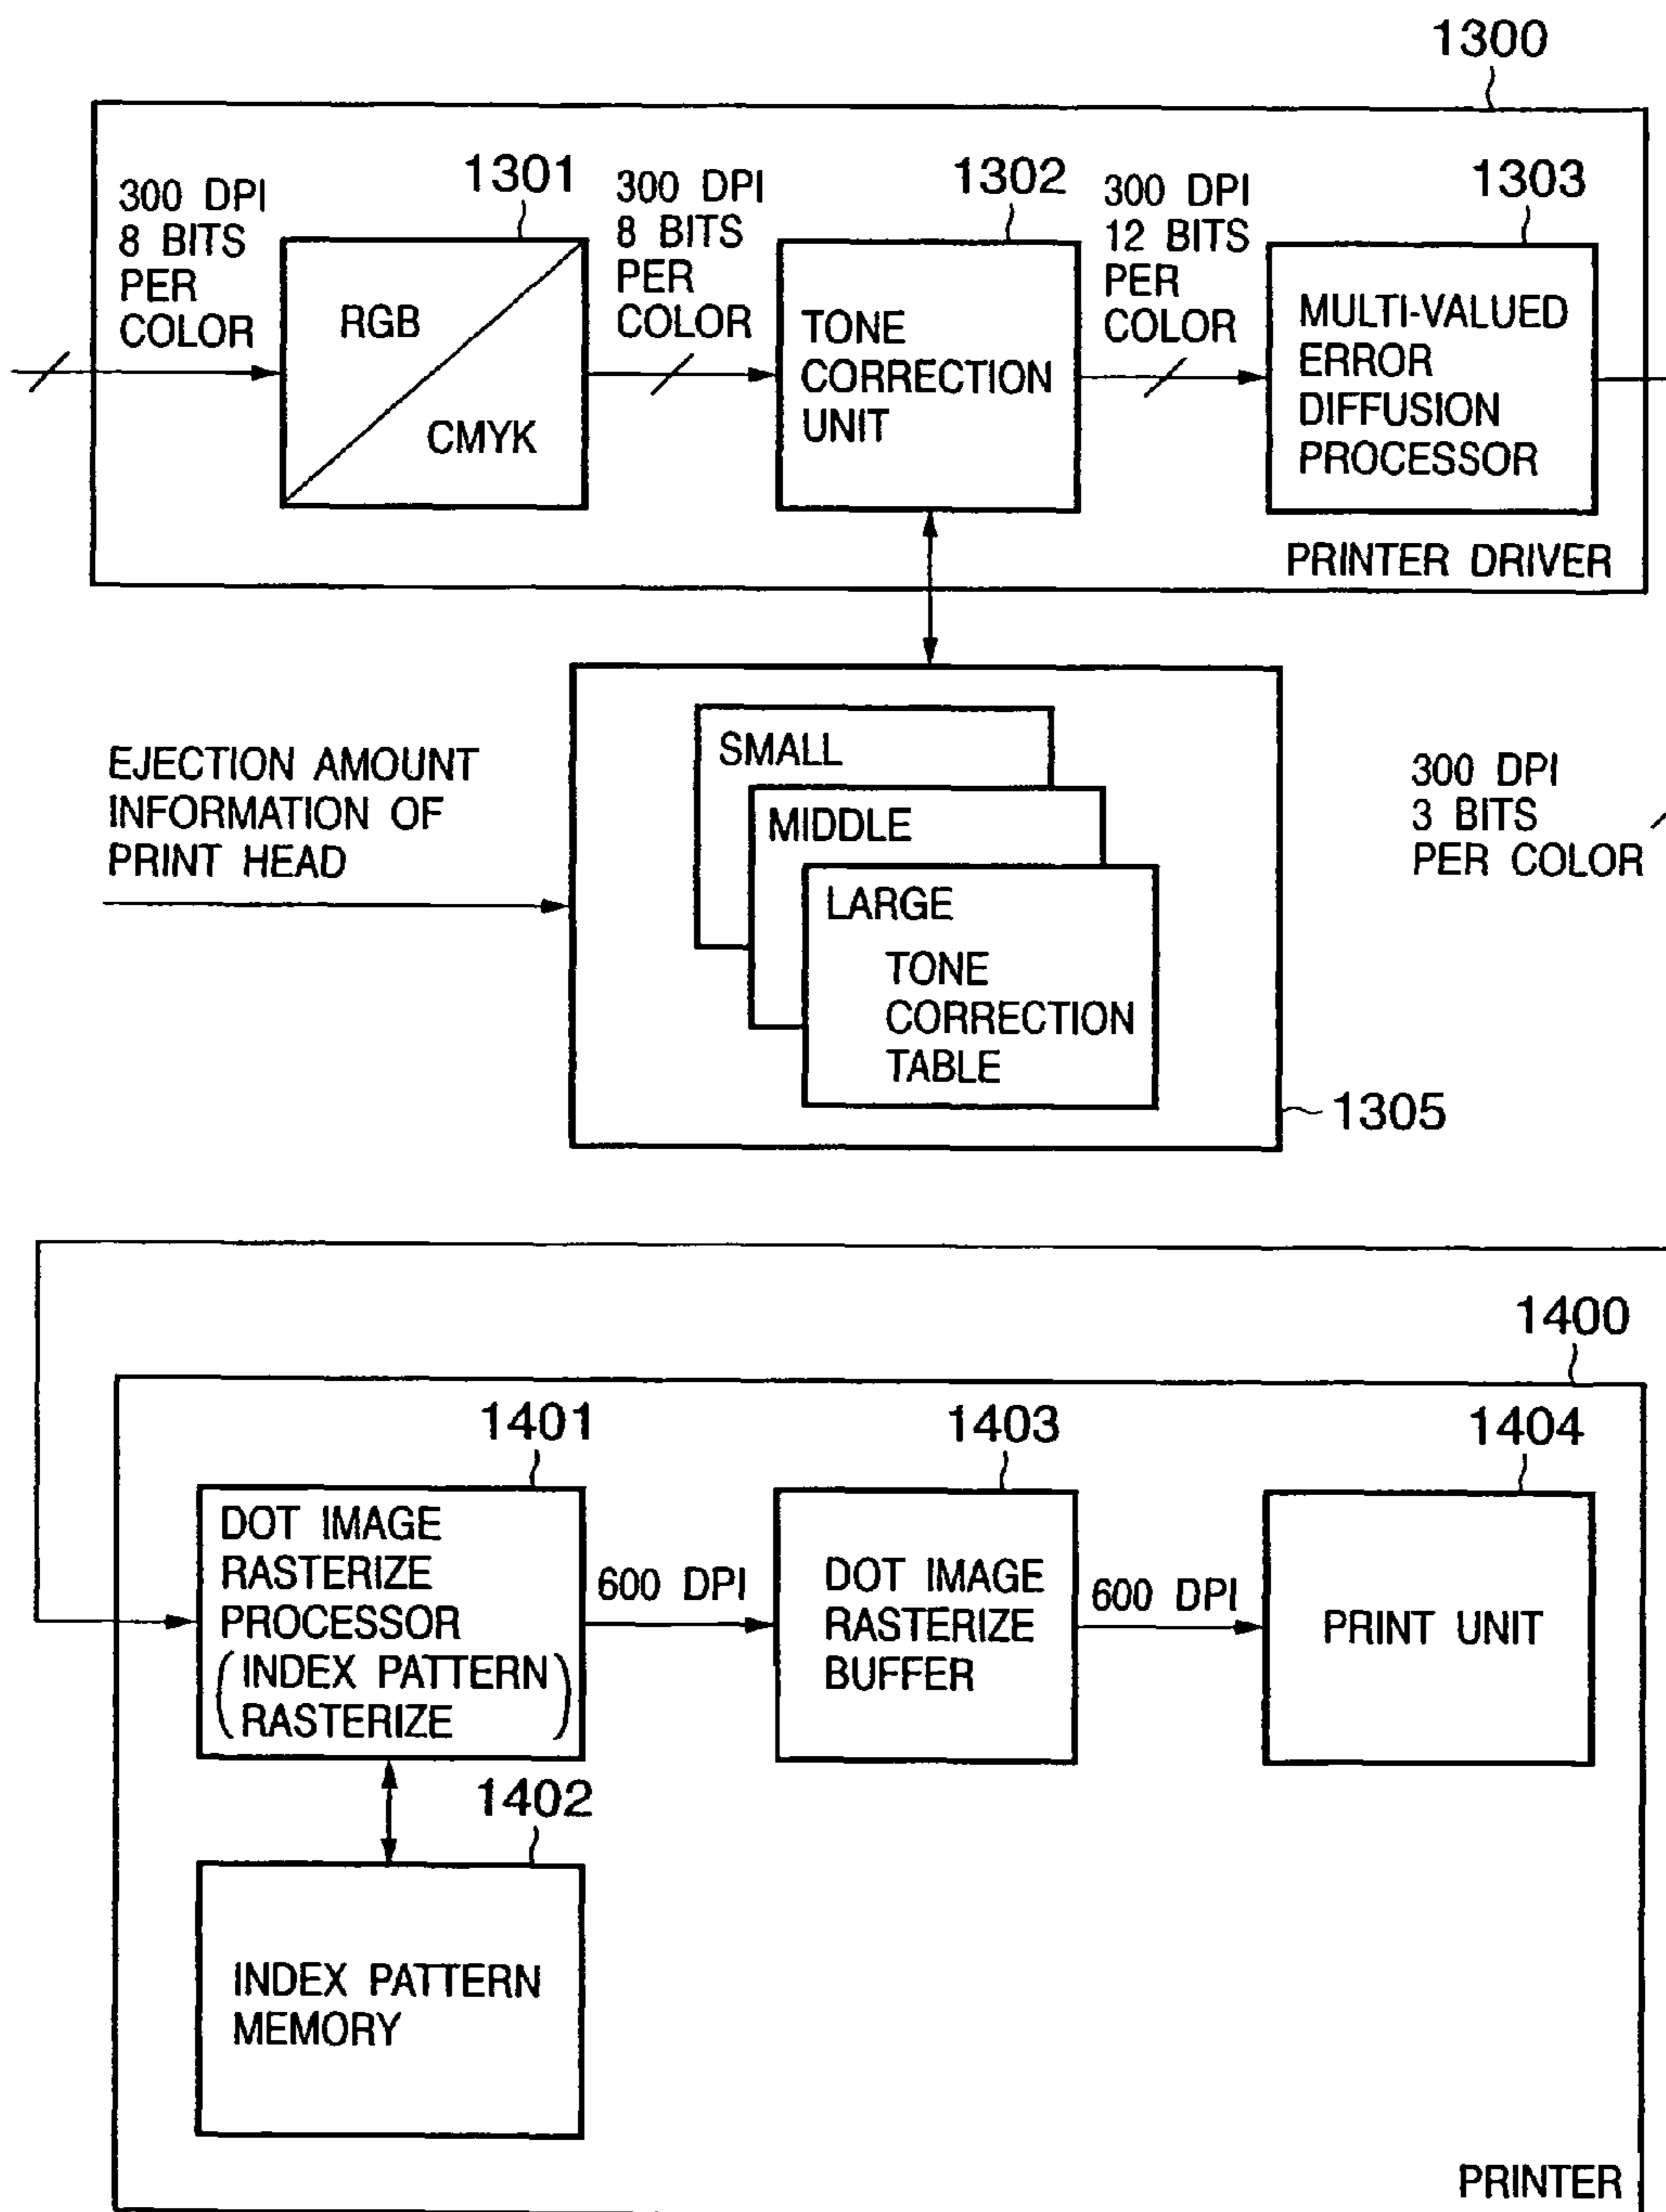 1300
1301
1302
1303
300 DPI
8 BITS
PER
COLOR
RGB
CMYK
300 DPI
8 BITS
PER
COLOR
TONE
CORRECTION
UNIT
300 DPI
12 BITS
PER
COLOR
MULTI-VALUED
ERROR
DIFFUSION
PROCESSOR
PRINTER DRIVER
EJECTION AMOUNT
INFORMATION OF
PRINT HEAD
SMALL
MIDDLE
LARGE
TONE
CORRECTION
TABLE
1305
300 DPI
3 BITS
PER COLOR
1400
1401
1403
1404
DOT IMAGE
RASTERIZE
PROCESSOR
(INDEX PATTERN
RASTERIZE)
600 DPI
DOT IMAGE
RASTERIZE
BUFFER
600 DPI
PRINT UNIT
1402
INDEX PATTERN
MEMORY
PRINTER